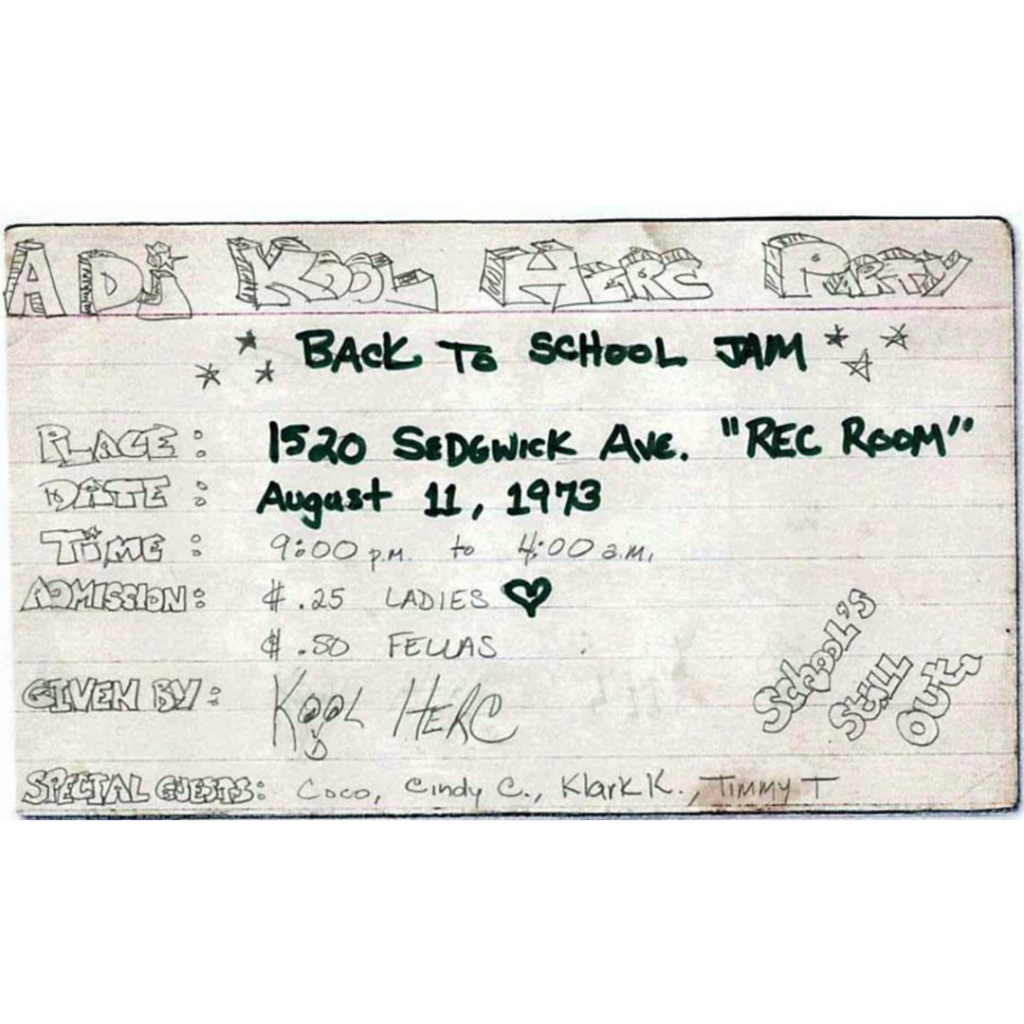 A DJ KOOL HERC PARTY
BACK TO SCHOOL JAM
PLACE: 1520 SEDGWICK AVE. "REC ROOM"
DATE: August 11, 1973
TIME: 9:00 p.m. to 4:00 a.m.
ADMISSION: $.25 LADIES
$.50 FELLAS
GIVEN BY: KOOL HERC
SPECIAL GUESTS: Coco, Cindy C., Klark K., TIMMY T
School's
Still
Out